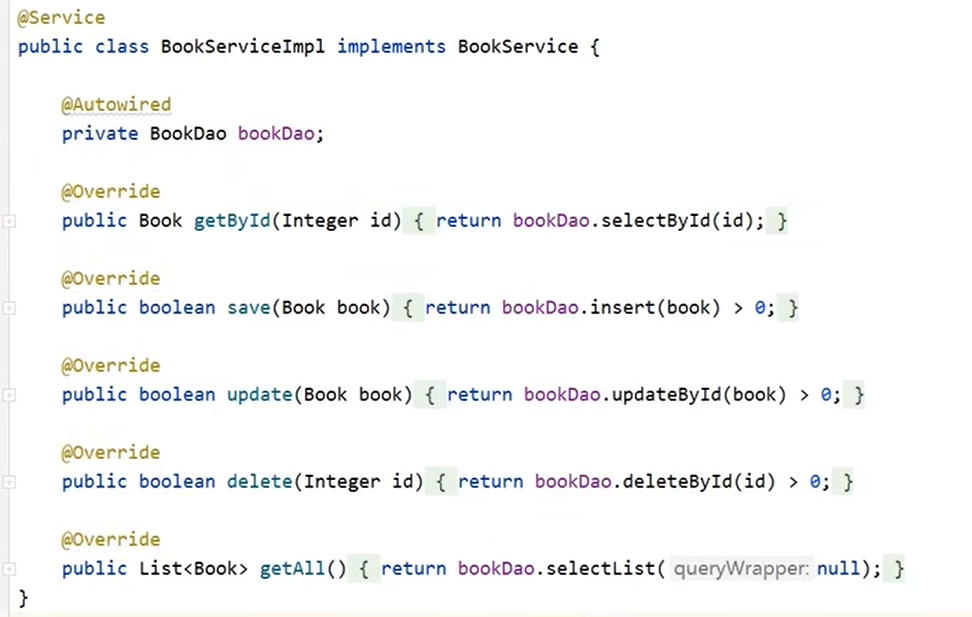 @Service
public class BookServiceImpl implements BookService {
@Autowired
private BookDao bookDao;
@Override
public Book getById(Integer id) { return bookDao.selectById(id); }
@Override
public boolean save(Book book) { return bookDao.insert(book) > 0; }
@Override
public boolean update(Book book) { return bookDao.updateById(book) > 0; }
@Override
public boolean delete(Integer id) { return bookDao.deleteById(id) > 0; }
@Override
public List<Book> getAll() { return bookDao.selectList( queryWrapper: null); }
}